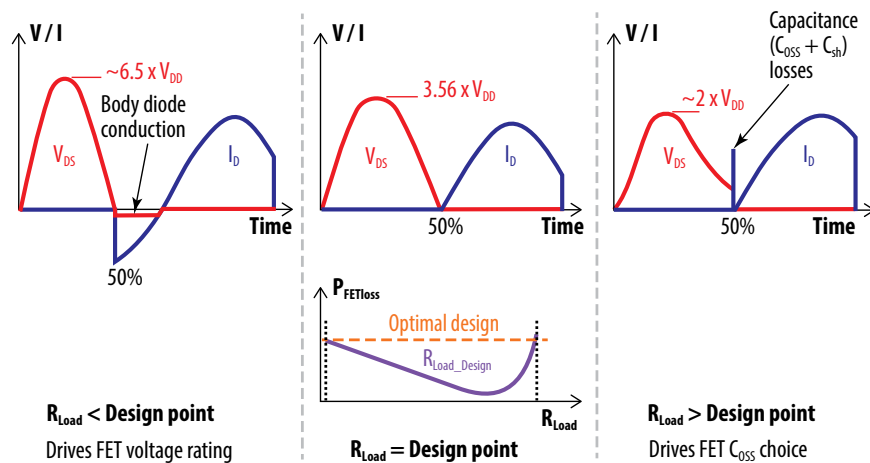 V / I
~6.5 x VDD
Body diode
conduction
VDS
ID
Time
50%
RLoad < Design point
Drives FET voltage rating
V / I
3.56 x VDD
VDS
ID
50%
Time
PFETloss
Optimal design
RLoad_Design
RLoad
RLoad = Design point
V / I
Capacitance
(COSS + Csh)
losses
~2 x VDD
VDS
ID
50%
Time
RLoad > Design point
Drives FET COSS choice